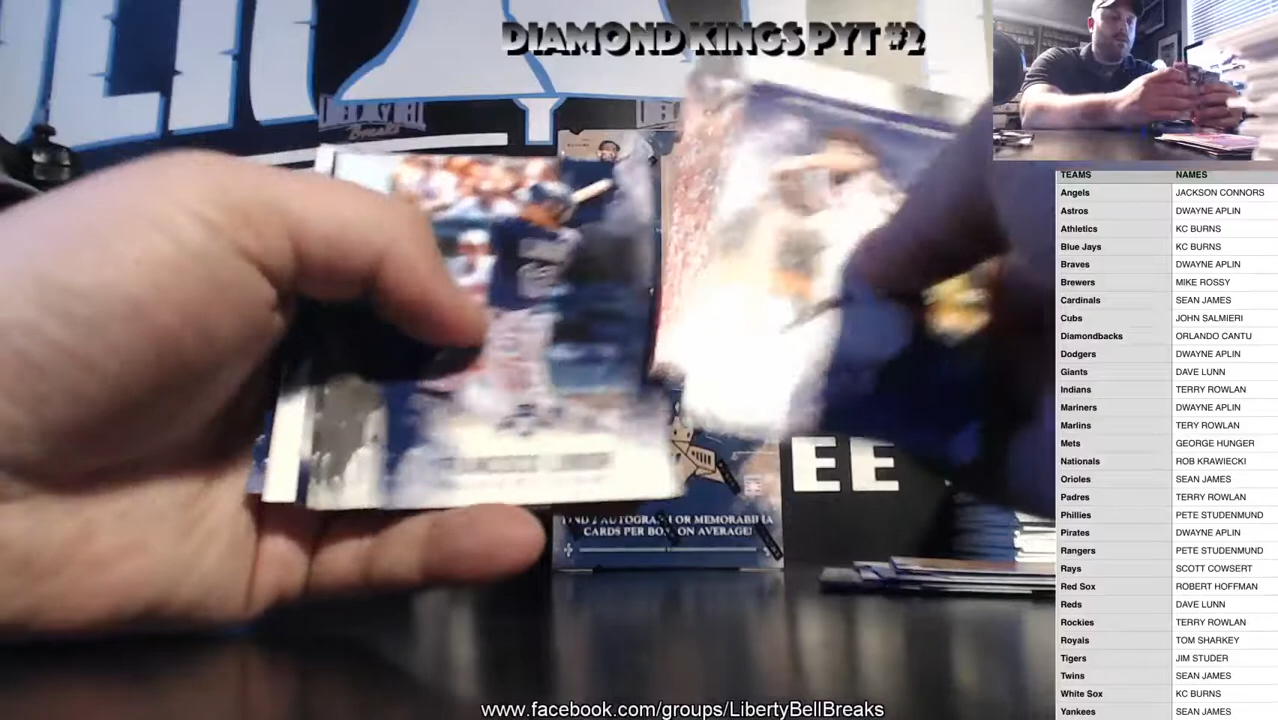 DIAMOND KINGS PYT #2
TEAMS NAMES
Angels JACKSON CONNORS
Astros DWAYNE APLIN
Athletics KC BURNS
Blue Jays KC BURNS
Braves DWAYNE APLIN
Brewers MIKE ROSSY
Cardinals SEAN JAMES
Cubs JOHN SALMIERI
Diamondbacks ORLANDO CANTU
Dodgers DWAYNE APLIN
Giants DAVE LUNN
Indians TERRY ROWLAN
Mariners DWAYNE APLIN
Marlins TERY ROWLAN
Mets GEORGE HUNGER
Nationals ROB KRAWIECKI
Orioles SEAN JAMES
Padres TERRY ROWLAN
Phillies PETE STUDENMUND
Pirates DWAYNE APLIN
Rangers PETE STUDENMUND
Rays SCOTT COWSERT
Red Sox ROBERT HOFFMAN
Reds DAVE LUNN
Rockies TERRY ROWLAN
Royals TOM SHARKEY
Tigers JIM STUDER
Twins SEAN JAMES
White Sox KC BURNS
Yankees SEAN JAMES
EE
FIND 2 AUTOGRAPH OR MEMORABILIA
CARDS PER BOX, ON AVERAGE!
www.facebook.com/groups/LibertyBellBreaks